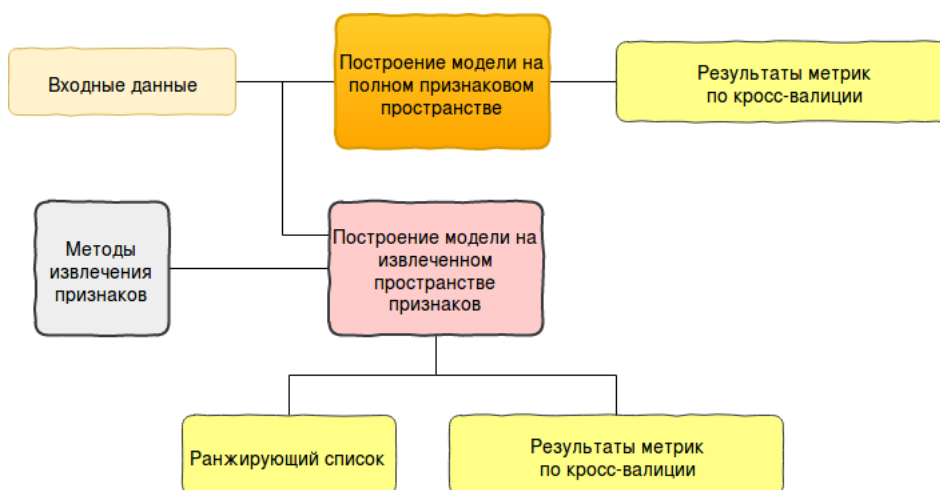 Входные данные
Построение модели на
полном признаковом
пространстве
Результаты метрик
по кросс-валиции
Методы
извлечения
признаков
Построение модели на
извлеченном
пространстве
признаков
Ранжирующий список
Результаты метрик
по кросс-валиции